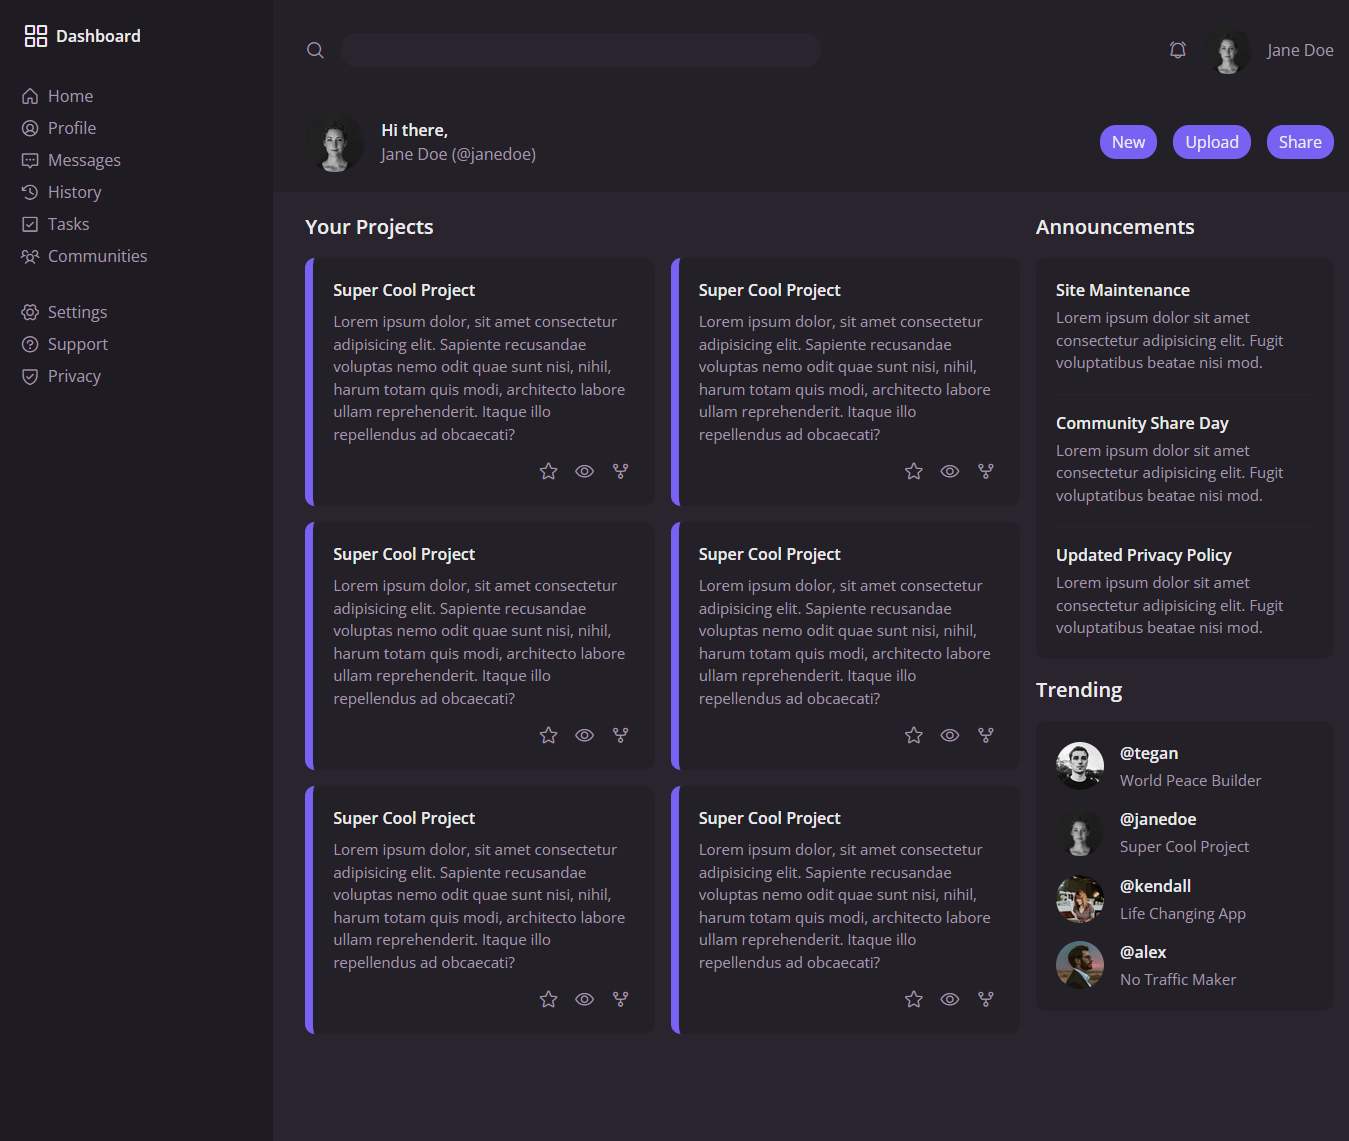 Dashboard
Home
Profile
Messages
History
Tasks
Communities
Settings
Support
Privacy
Jane Doe
Hi there,
Jane Doe (@janedoe)
New
Upload
Share
Your Projects
Super Cool Project
Lorem ipsum dolor, sit amet consectetur
adipisicing elit. Sapiente recusandae
voluptas nemo odit quae sunt nisi, nihil,
harum totam quis modi, architecto labore
ullam reprehenderit. Itaque illo
repellendus ad obcaecati?
Super Cool Project
Lorem ipsum dolor, sit amet consectetur
adipisicing elit. Sapiente recusandae
voluptas nemo odit quae sunt nisi, nihil,
harum totam quis modi, architecto labore
ullam reprehenderit. Itaque illo
repellendus ad obcaecati?
Super Cool Project
Lorem ipsum dolor, sit amet consectetur
adipisicing elit. Sapiente recusandae
voluptas nemo odit quae sunt nisi, nihil,
harum totam quis modi, architecto labore
ullam reprehenderit. Itaque illo
repellendus ad obcaecati?
Super Cool Project
Lorem ipsum dolor, sit amet consectetur
adipisicing elit. Sapiente recusandae
voluptas nemo odit quae sunt nisi, nihil,
harum totam quis modi, architecto labore
ullam reprehenderit. Itaque illo
repellendus ad obcaecati?
Super Cool Project
Lorem ipsum dolor, sit amet consectetur
adipisicing elit. Sapiente recusandae
voluptas nemo odit quae sunt nisi, nihil,
harum totam quis modi, architecto labore
ullam reprehenderit. Itaque illo
repellendus ad obcaecati?
Super Cool Project
Lorem ipsum dolor, sit amet consectetur
adipisicing elit. Sapiente recusandae
voluptas nemo odit quae sunt nisi, nihil,
harum totam quis modi, architecto labore
ullam reprehenderit. Itaque illo
repellendus ad obcaecati?
Announcements
Site Maintenance
Lorem ipsum dolor sit amet
consectetur adipisicing elit. Fugit
voluptatibus beatae nisi mod.
Community Share Day
Lorem ipsum dolor sit amet
consectetur adipisicing elit. Fugit
voluptatibus beatae nisi mod.
Updated Privacy Policy
Lorem ipsum dolor sit amet
consectetur adipisicing elit. Fugit
voluptatibus beatae nisi mod.
Trending
@tegan
World Peace Builder
@janedoe
Super Cool Project
@kendall
Life Changing App
@alex
No Traffic Maker